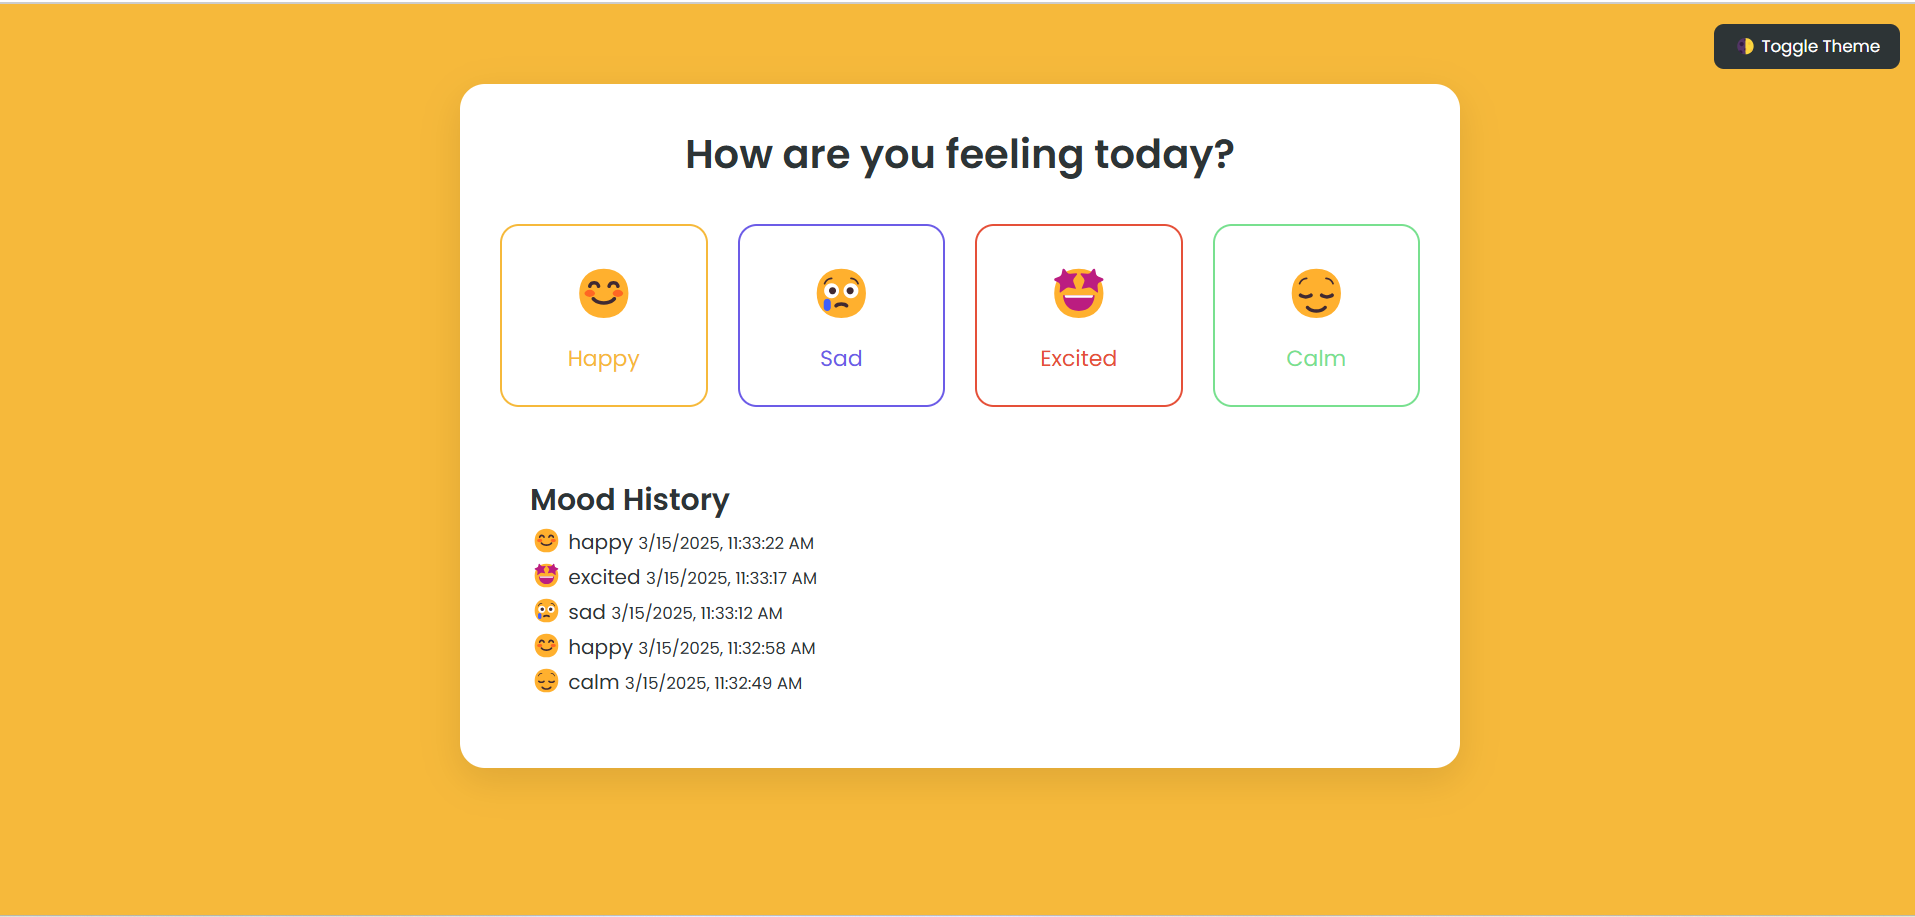 Toggle Theme
How are you feeling today?
Happy
Sad
Excited
Calm
Mood History
happy 3/15/2025, 11:33:22 AM
excited 3/15/2025, 11:33:17 AM
sad 3/15/2025, 11:33:12 AM
happy 3/15/2025, 11:32:58 AM
calm 3/15/2025, 11:32:49 AM